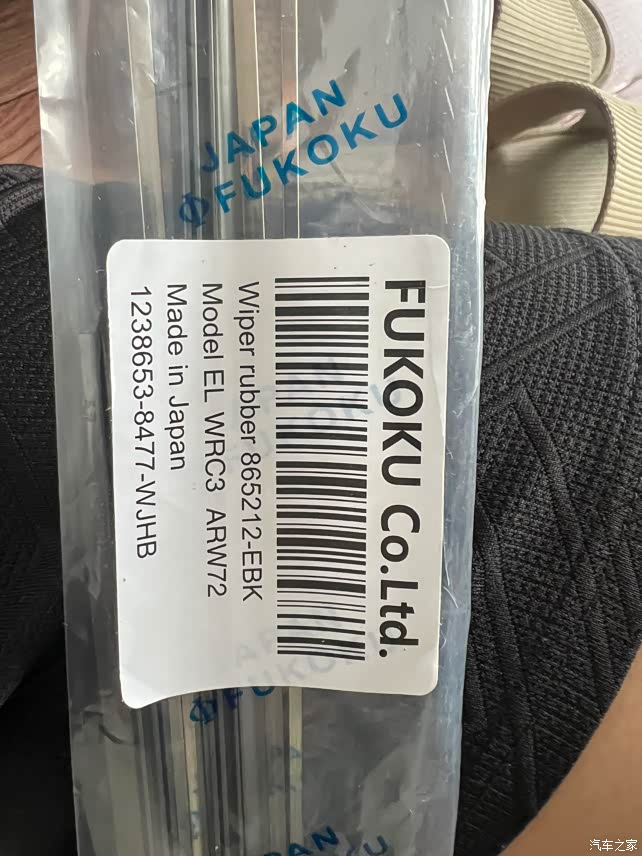 JAPAN
FUKOKU
FUKOKU Co.Ltd.
Wiper rubber 865212-EBK
Model EL WRC3 ARW72
Made in Japan
1238653-8477-WJHB
汽车之家